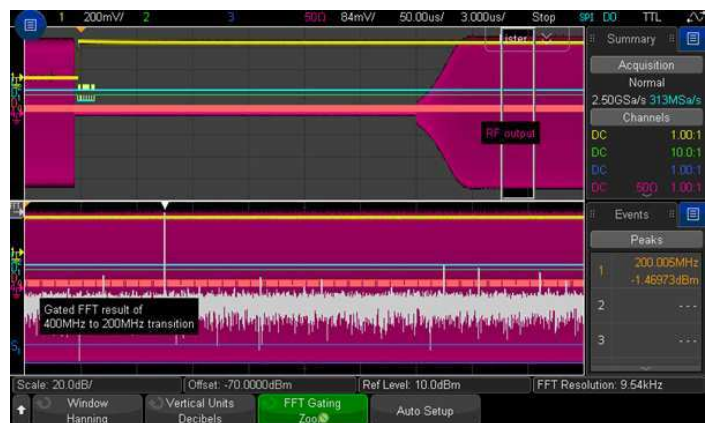 1 200mV/ 2 3 50Ω 84mV/ 50.00us/ 3.000us/ Stop SPI D0 TTL
Lister
Summary
Acquisition
Normal
2.50GSa/s 313MSa/s
Channels
DC 1.00:1
DC 10.0:1
DC 1.00:1
DC 50Ω 1.00:1
RF output
Events
Peaks
1 200.005MHz
-1.46973dBm
2 ---
3 ---
Gated FFT result of
400MHz to 200MHz transition
S1
Scale: 20.0dB/ Offset: -70.0000dBm Ref Level: 10.0dBm FFT Resolution: 9.54kHz
Window
Hanning
Vertical Units
Decibels
FFT Gating
Zoom
Auto Setup